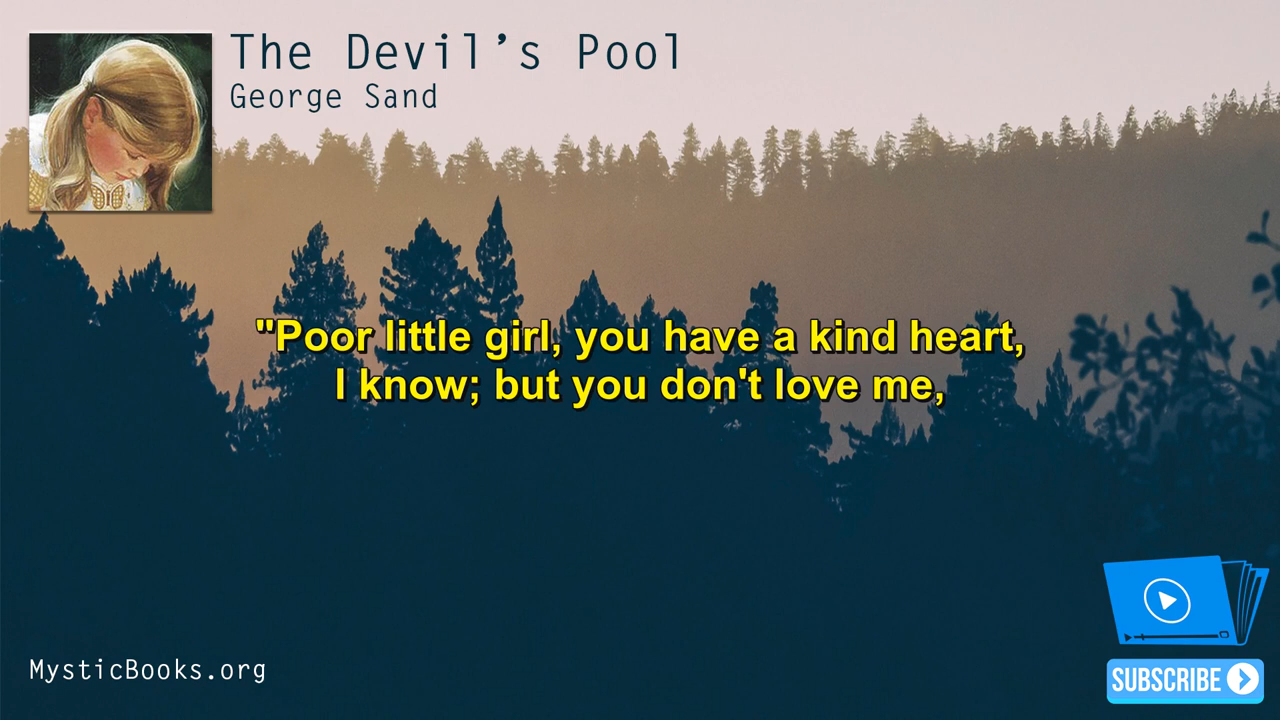 The Devil’s Pool
George Sand
"Poor little girl, you have a kind heart,
I know; but you don't love me,
MysticBooks.org
SUBSCRIBE